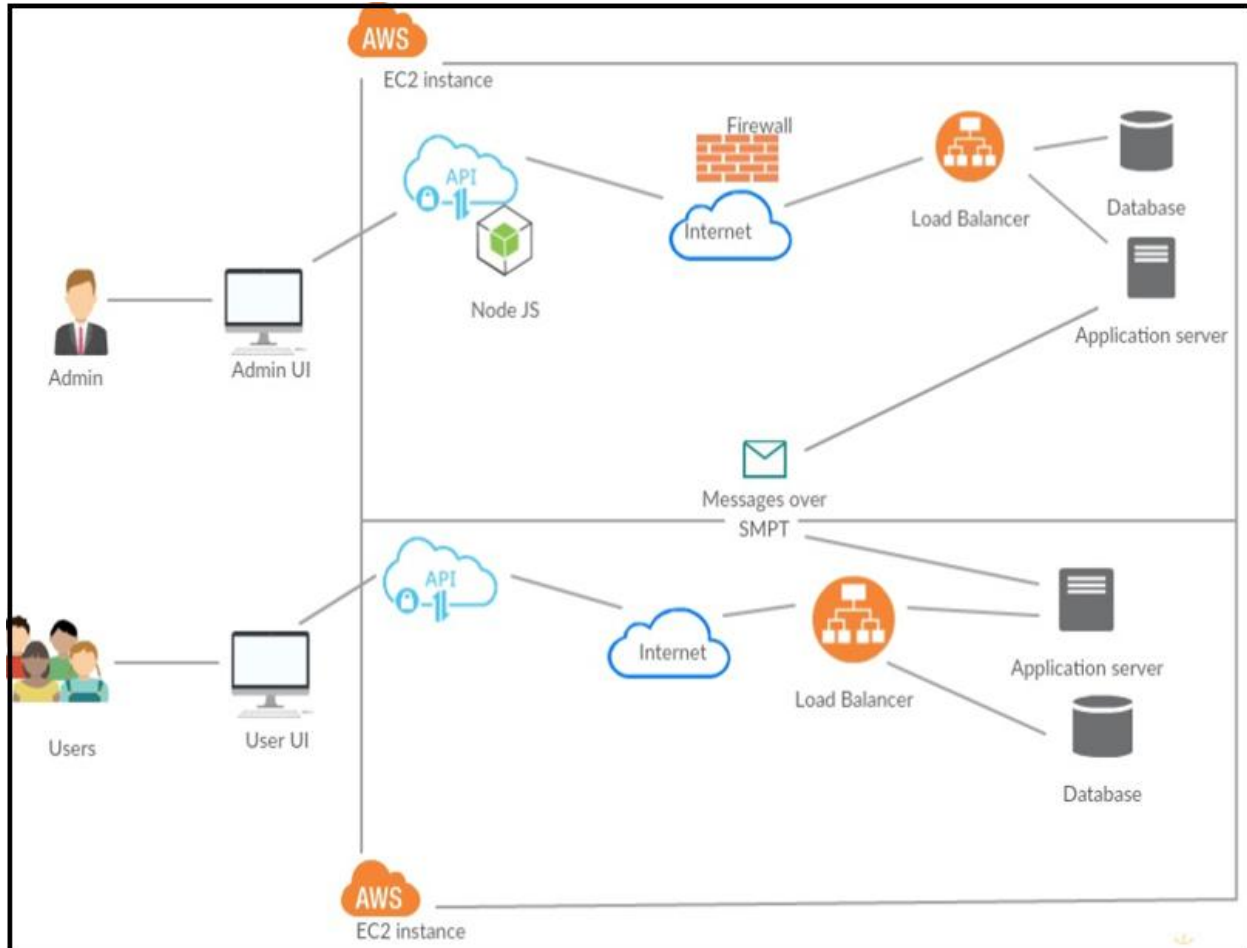 AWS
EC2 instance
API
Node JS
Firewall
Internet
Load Balancer
Database
Application server
Admin
Admin UI
Messages over
SMPT
API
Internet
Load Balancer
Application server
Database
Users
User UI
AWS
EC2 instance